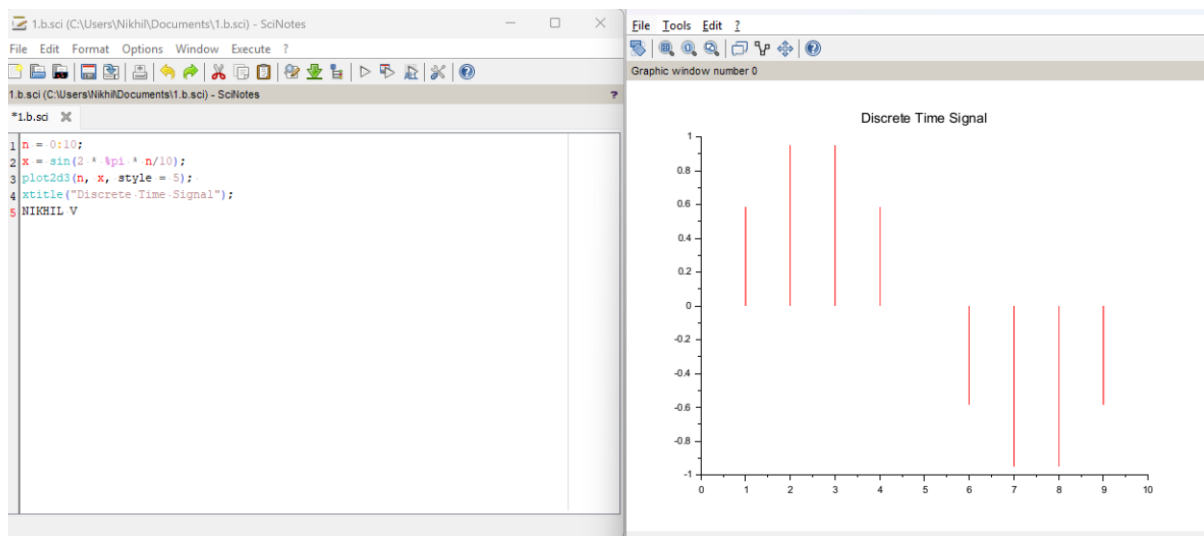 1.b.sci (C:\Users\Nikhil\Documents\1.b.sci) - SciNotes
File Edit Format Options Window Execute ?
1.b.sci (C:\Users\Nikhil\Documents\1.b.sci) - SciNotes ?
*1.b.sci
1 n = 0:10;
2 x = sin(2 * %pi * n/10);
3 plot2d3(n, x, style = 5);
4 xtitle("Discrete Time Signal");
5 NIKHIL V
File Tools Edit ?
Graphic window number 0
Discrete Time Signal
1
0.8
0.6
0.4
0.2
0
-0.2
-0.4
-0.6
-0.8
-1
0 1 2 3 4 5 6 7 8 9 10